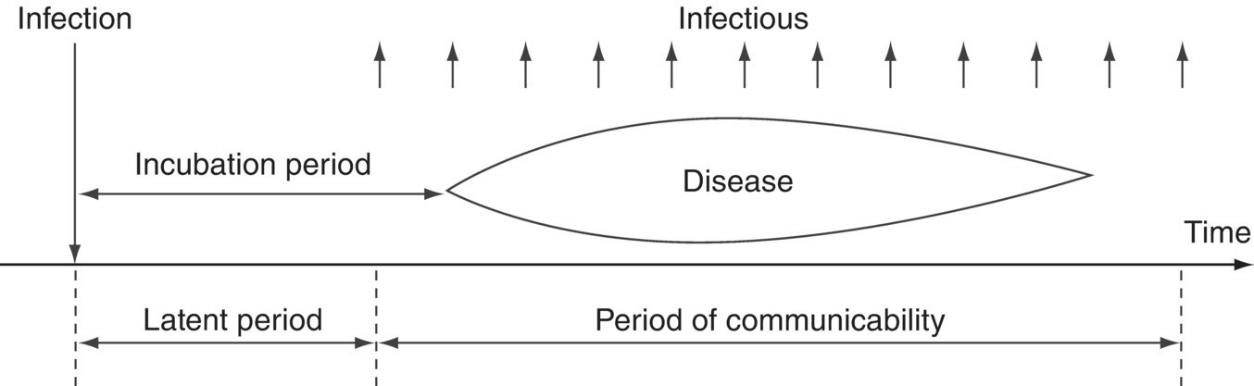 Infection
Infectious
Incubation period
Disease
Time
Latent period
Period of communicability